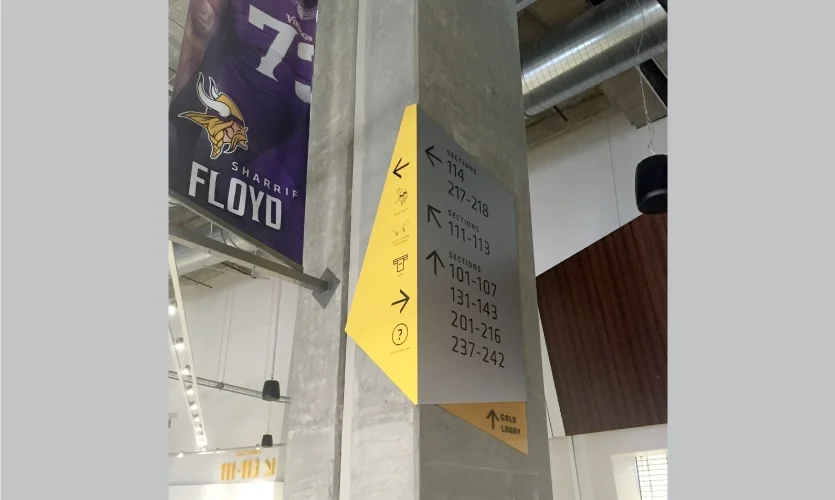 VIKINGS
73
SHARRIF
FLOYD
SECTIONS
114
217-218
SECTIONS
111-113
SECTIONS
101-107
131-143
201-216
237-242
?
GOLD
LOBBY
111-113